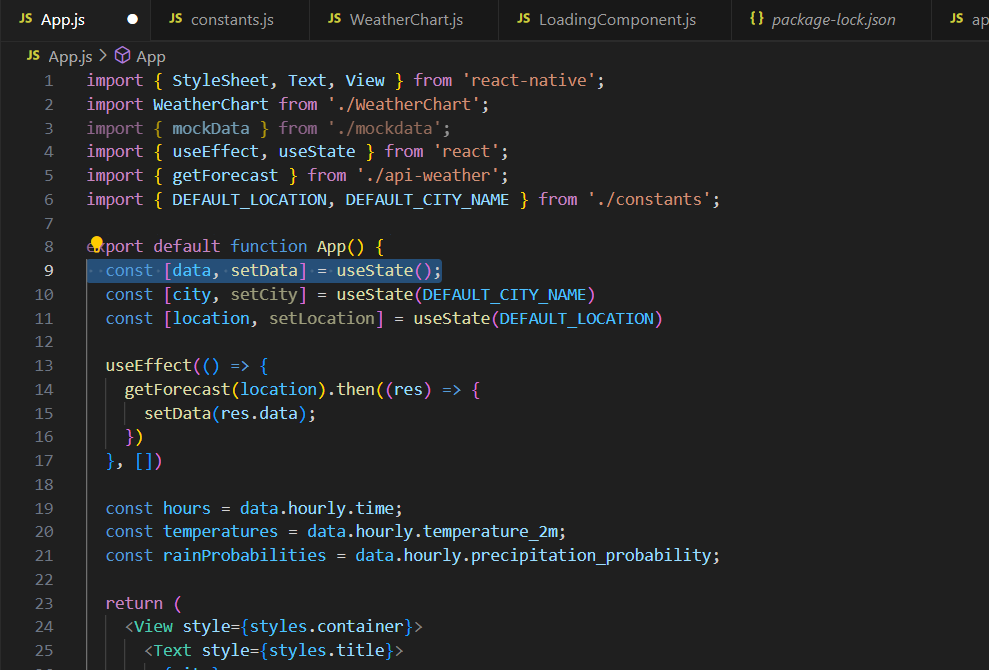 JS App.js ● JS constants.js JS WeatherChart.js JS LoadingComponent.js {} package-lock.json JS ap
JS App.js > App
1 import { StyleSheet, Text, View } from 'react-native';
2 import WeatherChart from './WeatherChart';
3 import { mockData } from './mockdata';
4 import { useEffect, useState } from 'react';
5 import { getForecast } from './api-weather';
6 import { DEFAULT_LOCATION, DEFAULT_CITY_NAME } from './constants';
7
8 export default function App() {
9 const [data, setData] = useState();
10 const [city, setCity] = useState(DEFAULT_CITY_NAME)
11 const [location, setLocation] = useState(DEFAULT_LOCATION)
12
13 useEffect(() => {
14 getForecast(location).then((res) => {
15 setData(res.data);
16 })
17 }, [])
18
19 const hours = data.hourly.time;
20 const temperatures = data.hourly.temperature_2m;
21 const rainProbabilities = data.hourly.precipitation_probability;
22
23 return (
24 <View style={styles.container}>
25 <Text style={styles.title}>